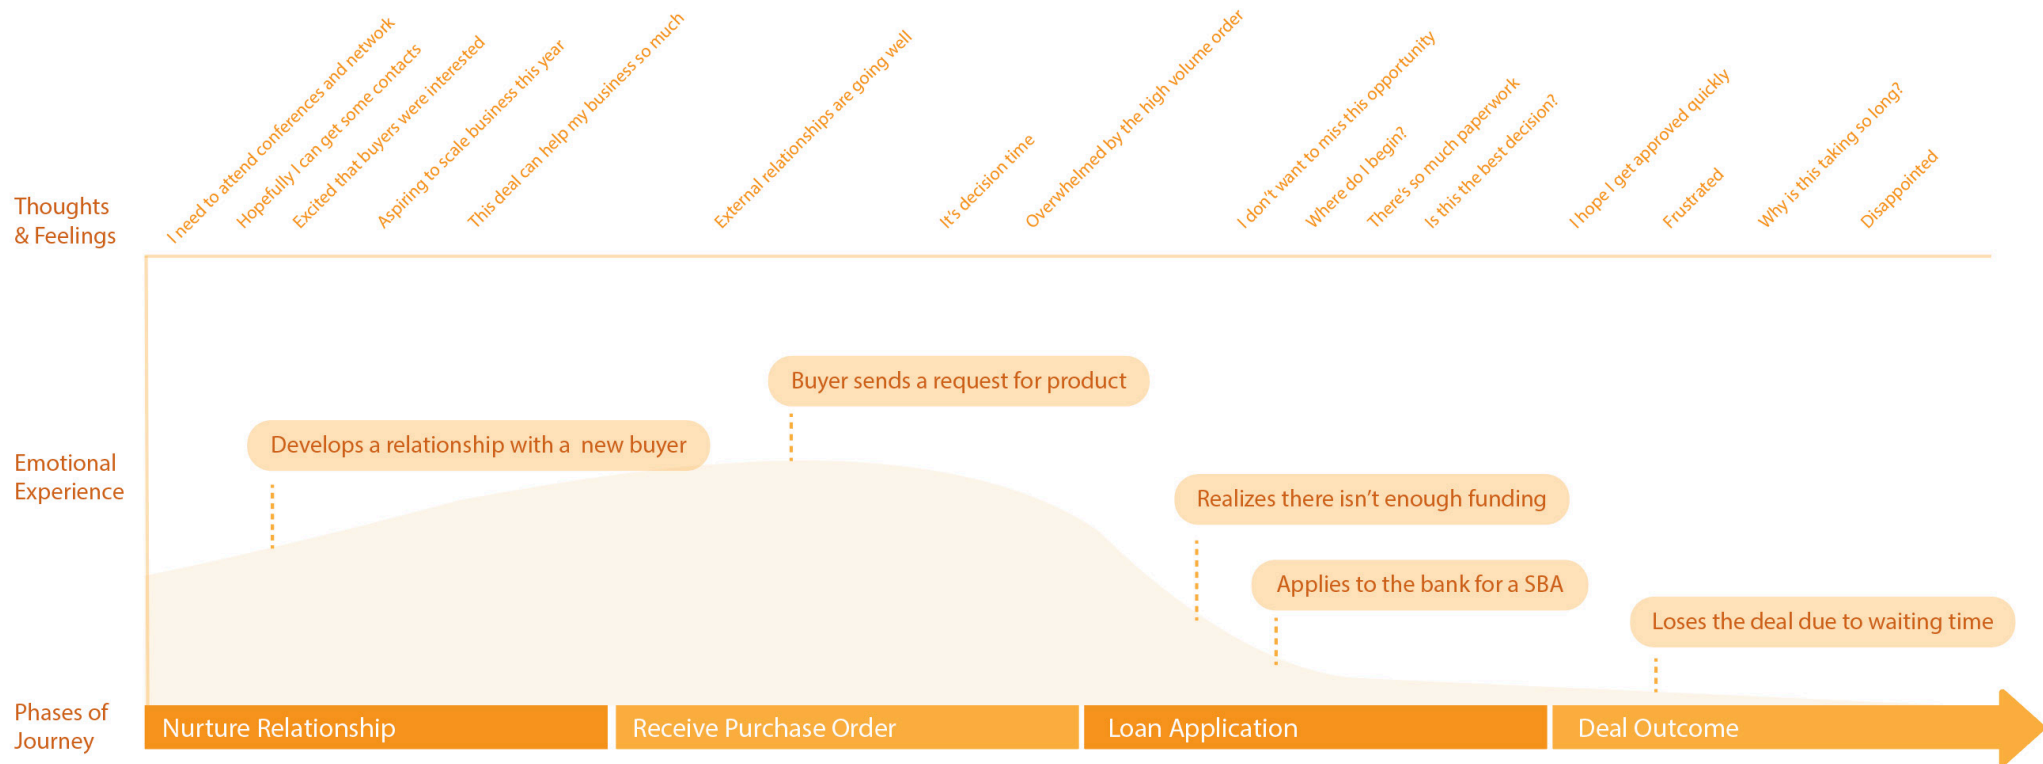 Thoughts
& Feelings
I need to attend conferences and network
Hopefully I can get some contacts
Excited that buyers were interested
Aspiring to scale business this year
This deal can help my business so much
External relationships are going well
It's decision time
Overwhelmed by the high volume order
I don't want to miss this opportunity
Where do I begin?
There's so much paperwork
Is this the best decision?
I hope I get approved quickly
Frustrated
Why is this taking so long?
Disappointed
Emotional
Experience
Develops a relationship with a new buyer
Buyer sends a request for product
Realizes there isn't enough funding
Applies to the bank for a SBA
Loses the deal due to waiting time
Phases of
Journey
Nurture Relationship
Receive Purchase Order
Loan Application
Deal Outcome